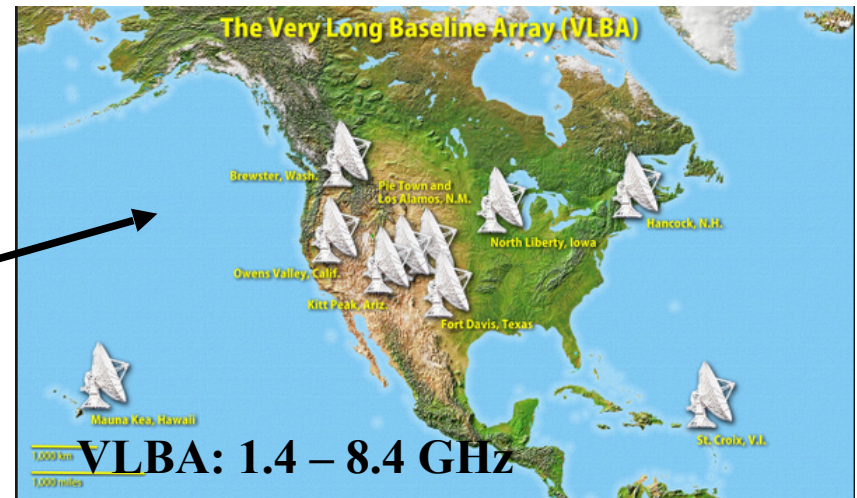 The Very Long Baseline Array (VLBA)
Brewster, Wash.
Pie Town and
Los Alamos, N.M.
Hancock, N.H.
North Liberty, Iowa
Owens Valley, Calif.
Kitt Peak, Ariz.
Fort Davis, Texas
Mauna Kea, Hawaii
St. Croix, V.I.
1,000 km
VLBA: 1.4 – 8.4 GHz
1,000 miles